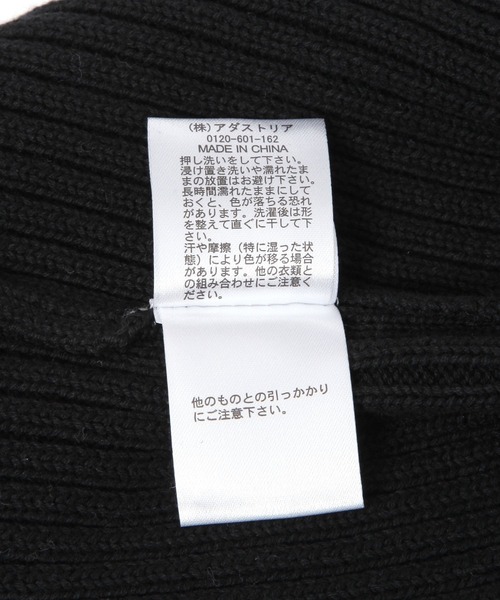 (株)アダストリア
0120-601-162
MADE IN CHINA
押し洗いをして下さい。
浸け置き洗いや濡れたま
まの放置はお避け下さい。
長時間濡れたままにして
おくと、色が落ちる恐れ
があります。洗濯後は形
を整えて直ぐに干して下
さい。
汗や摩擦（特に湿った状
態）により色が移る場合
があります。他の衣類と
の組み合わせにご注意く
ださい。
他のものとの引っかかり
にご注意下さい。